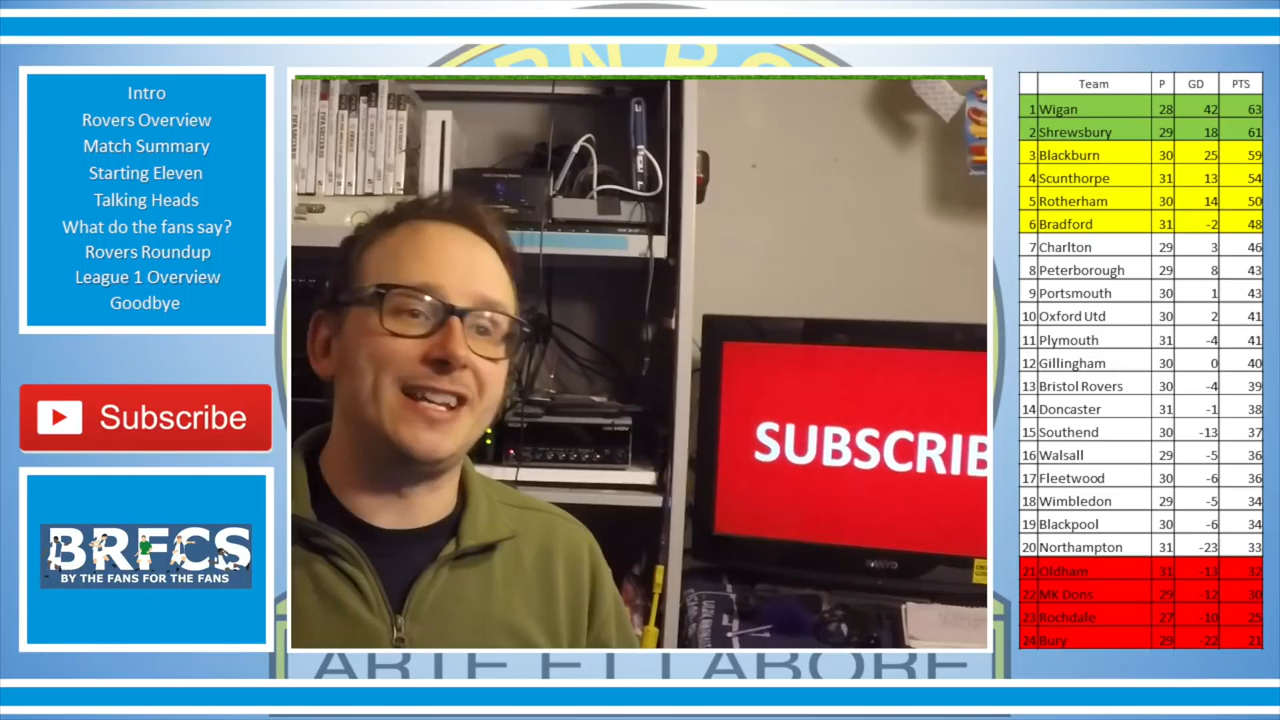 RN RO
Intro
Rovers Overview
Match Summary
Starting Eleven
Talking Heads
What do the fans say?
Rovers Roundup
League 1 Overview
Goodbye
Subscribe
BRFCS
BY THE FANS FOR THE FANS
SONY
HDV
SUBSCRIB
SANYO
ARTE ET LABORE
Team P GD PTS
1 Wigan 28 42 63
2 Shrewsbury 29 18 61
3 Blackburn 30 25 59
4 Scunthorpe 31 13 54
5 Rotherham 30 14 50
6 Bradford 31 -2 48
7 Charlton 29 3 46
8 Peterborough 29 8 43
9 Portsmouth 30 1 43
10 Oxford Utd 30 2 41
11 Plymouth 31 -4 41
12 Gillingham 30 0 40
13 Bristol Rovers 30 -4 39
14 Doncaster 31 -1 38
15 Southend 30 -13 37
16 Walsall 29 -5 36
17 Fleetwood 30 -6 36
18 Wimbledon 29 -5 34
19 Blackpool 30 -6 34
20 Northampton 31 -23 33
21 Oldham 31 -13 32
22 MK Dons 29 -12 30
23 Rochdale 27 -10 25
24 Bury 29 -22 21